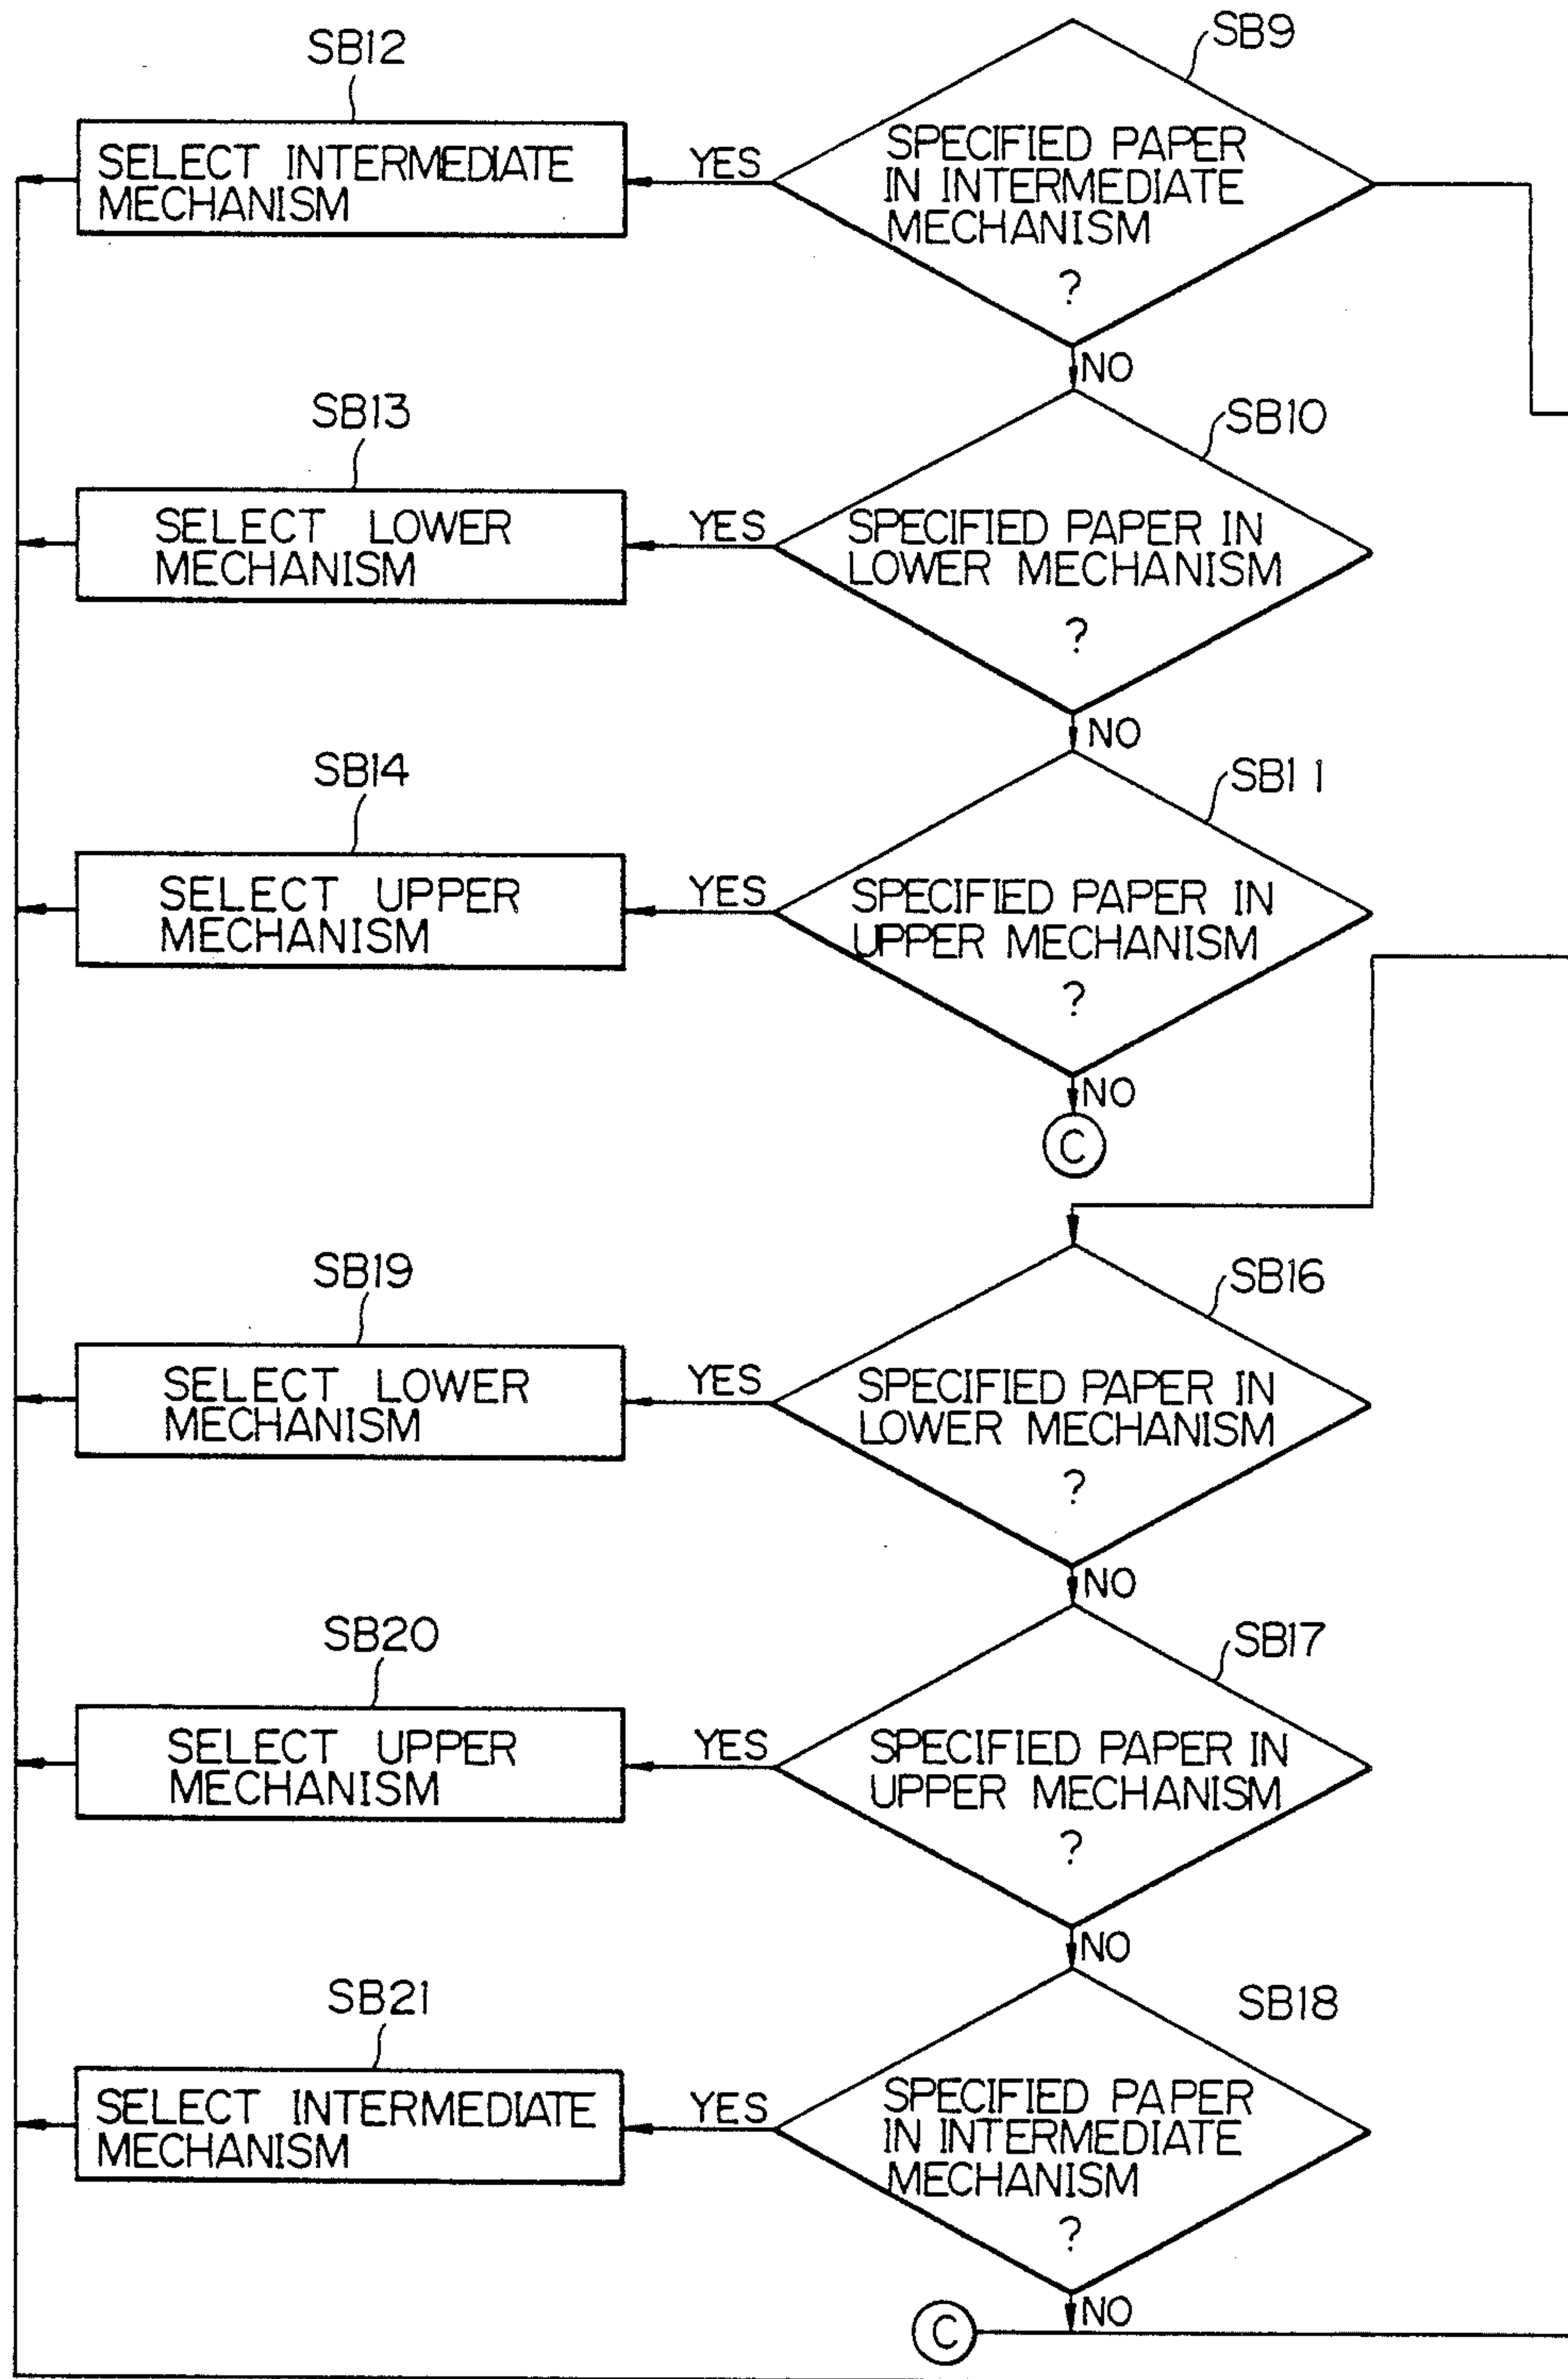 SB12
SB9
SELECT INTERMEDIATE
MECHANISM
YES
SPECIFIED PAPER
IN INTERMEDIATE
MECHANISM
?
NO
SB13
SB10
SELECT LOWER
MECHANISM
YES
SPECIFIED PAPER IN
LOWER MECHANISM
?
NO
SB14
SB11
SELECT UPPER
MECHANISM
YES
SPECIFIED PAPER IN
UPPER MECHANISM
?
NO
C
SB19
SB16
SELECT LOWER
MECHANISM
YES
SPECIFIED PAPER IN
LOWER MECHANISM
?
NO
SB20
SB17
SELECT UPPER
MECHANISM
YES
SPECIFIED PAPER IN
UPPER MECHANISM
?
NO
SB21
SB18
SELECT INTERMEDIATE
MECHANISM
YES
SPECIFIED PAPER
IN INTERMEDIATE
MECHANISM
?
NO
C